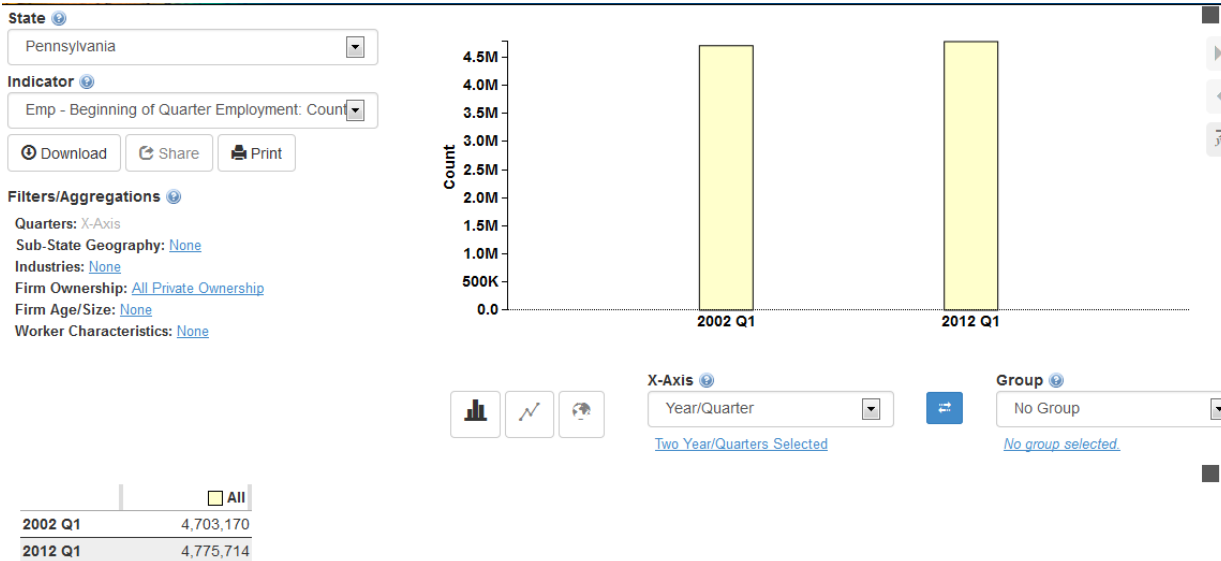 State
Pennsylvania
Indicator
Emp - Beginning of Quarter Employment: Count
Download Share Print
Filters/Aggregations
Quarters: X-Axis
Sub-State Geography: None
Industries: None
Firm Ownership: All Private Ownership
Firm Age/Size: None
Worker Characteristics: None
Count
4.5M
4.0M
3.5M
3.0M
2.5M
2.0M
1.5M
1.0M
500K
0.0
2002 Q1 2012 Q1
X-Axis
Year/Quarter
Two Year/Quarters Selected
Group
No Group
No group selected.
All
2002 Q1 4,703,170
2012 Q1 4,775,714